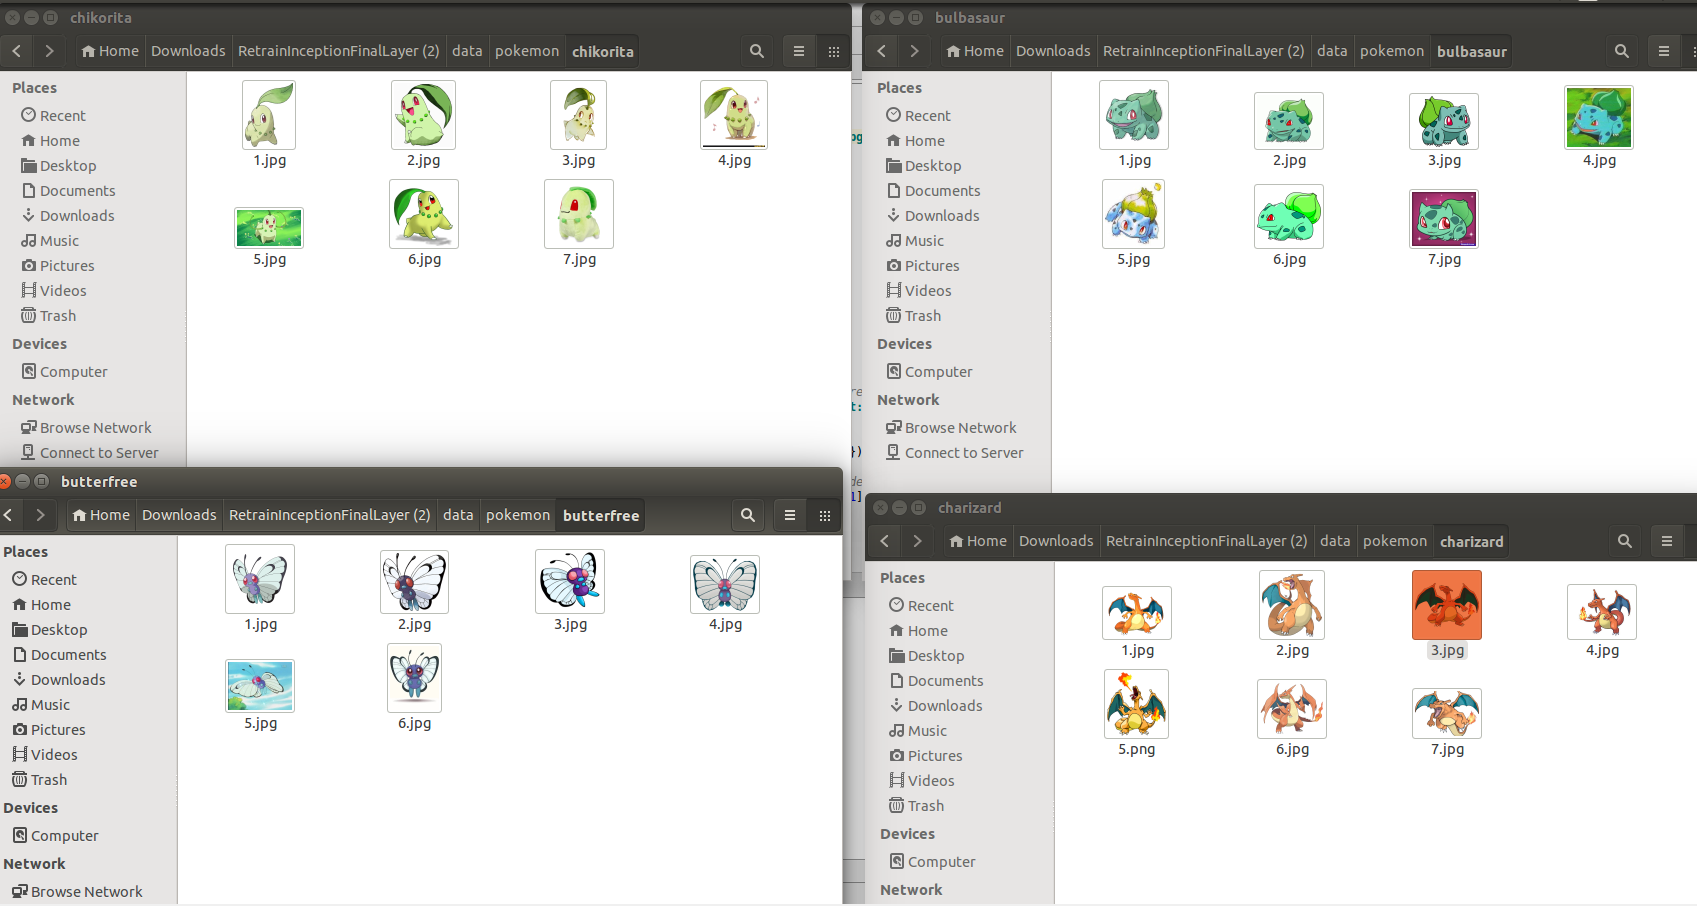 chikorita
Home Downloads RetrainInceptionFinalLayer (2) data pokemon chikorita
Places
Recent
Home
Desktop
Documents
Downloads
Music
Pictures
Videos
Trash
Devices
Computer
Network
Browse Network
Connect to Server
1.jpg 2.jpg 3.jpg 4.jpg
5.jpg 6.jpg 7.jpg
bulbasaur
Home Downloads RetrainInceptionFinalLayer (2) data pokemon bulbasaur
Places
Recent
Home
Desktop
Documents
Downloads
Music
Pictures
Videos
Trash
Devices
Computer
Network
Browse Network
Connect to Server
1.jpg 2.jpg 3.jpg 4.jpg
5.jpg 6.jpg 7.jpg
butterfree
Home Downloads RetrainInceptionFinalLayer (2) data pokemon butterfree
Places
Recent
Home
Desktop
Documents
Downloads
Music
Pictures
Videos
Trash
Devices
Computer
Network
Browse Network
1.jpg 2.jpg 3.jpg 4.jpg
5.jpg 6.jpg
charizard
Home Downloads RetrainInceptionFinalLayer (2) data pokemon charizard
Places
Recent
Home
Desktop
Documents
Downloads
Music
Pictures
Videos
Trash
Devices
Computer
Network
1.jpg 2.jpg 3.jpg 4.jpg
5.png 6.jpg 7.jpg